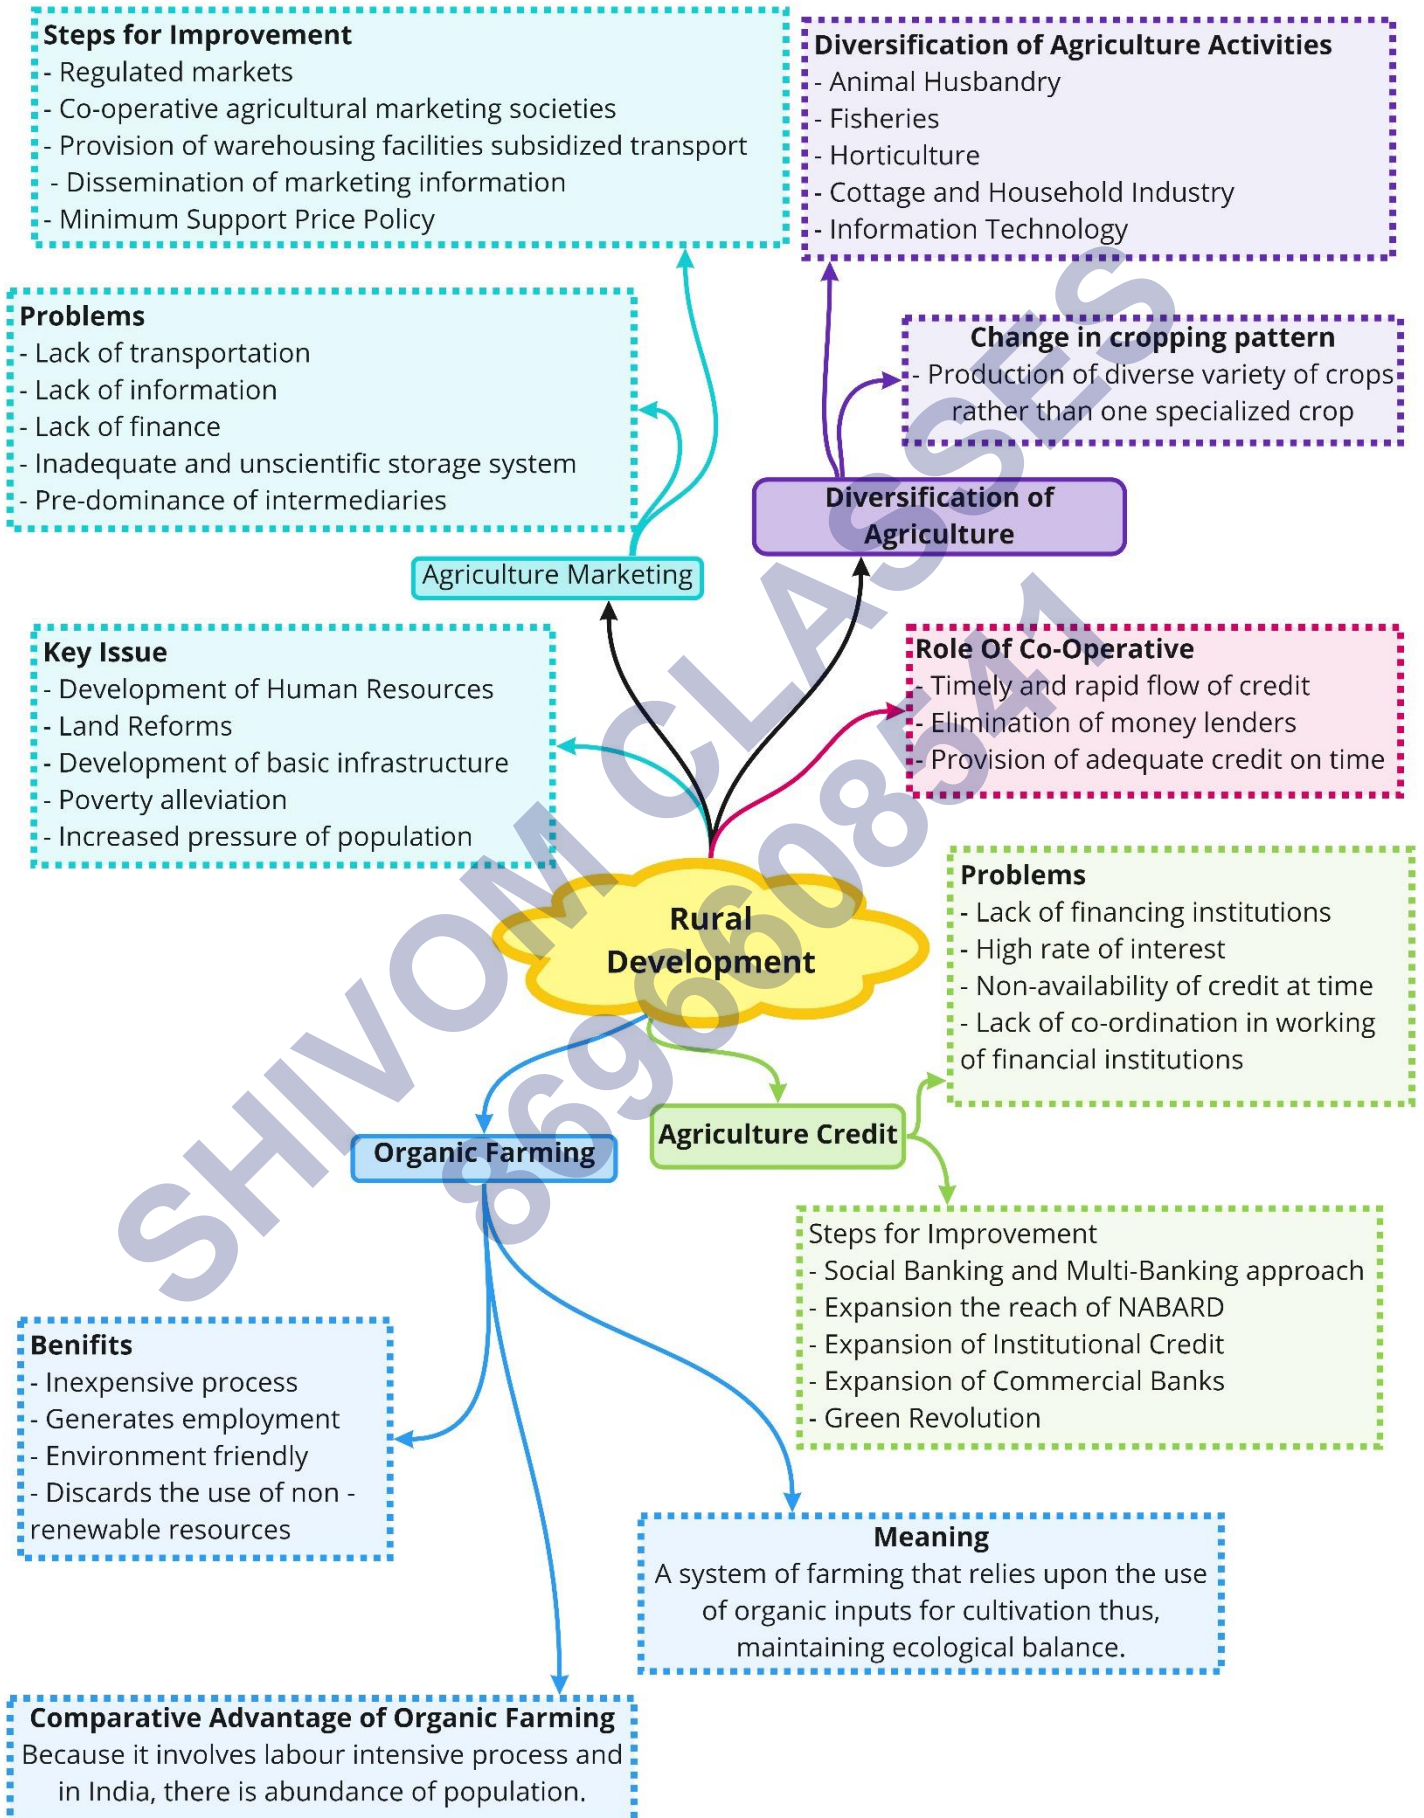 Steps for Improvement
- Regulated markets
- Co-operative agricultural marketing societies
- Provision of warehousing facilities subsidized transport
- Dissemination of marketing information
- Minimum Support Price Policy
Diversification of Agriculture Activities
- Animal Husbandry
- Fisheries
- Horticulture
- Cottage and Household Industry
- Information Technology
Problems
- Lack of transportation
- Lack of information
- Lack of finance
- Inadequate and unscientific storage system
- Pre-dominance of intermediaries
Change in cropping pattern
- Production of diverse variety of crops
rather than one specialized crop
Diversification of
Agriculture
Agriculture Marketing
Key Issue
- Development of Human Resources
- Land Reforms
- Development of basic infrastructure
- Poverty alleviation
- Increased pressure of population
Role Of Co-Operative
- Timely and rapid flow of credit
- Elimination of money lenders
- Provision of adequate credit on time
Rural
Development
Problems
- Lack of financing institutions
- High rate of interest
- Non-availability of credit at time
- Lack of co-ordination in working
of financial institutions
Organic Farming
Agriculture Credit
Steps for Improvement
- Social Banking and Multi-Banking approach
- Expansion the reach of NABARD
- Expansion of Institutional Credit
- Expansion of Commercial Banks
- Green Revolution
Benifits
- Inexpensive process
- Generates employment
- Environment friendly
- Discards the use of non -
renewable resources
Meaning
A system of farming that relies upon the use
of organic inputs for cultivation thus,
maintaining ecological balance.
Comparative Advantage of Organic Farming
Because it involves labour intensive process and
in India, there is abundance of population.
SHIVOM CLASSES
8696608541